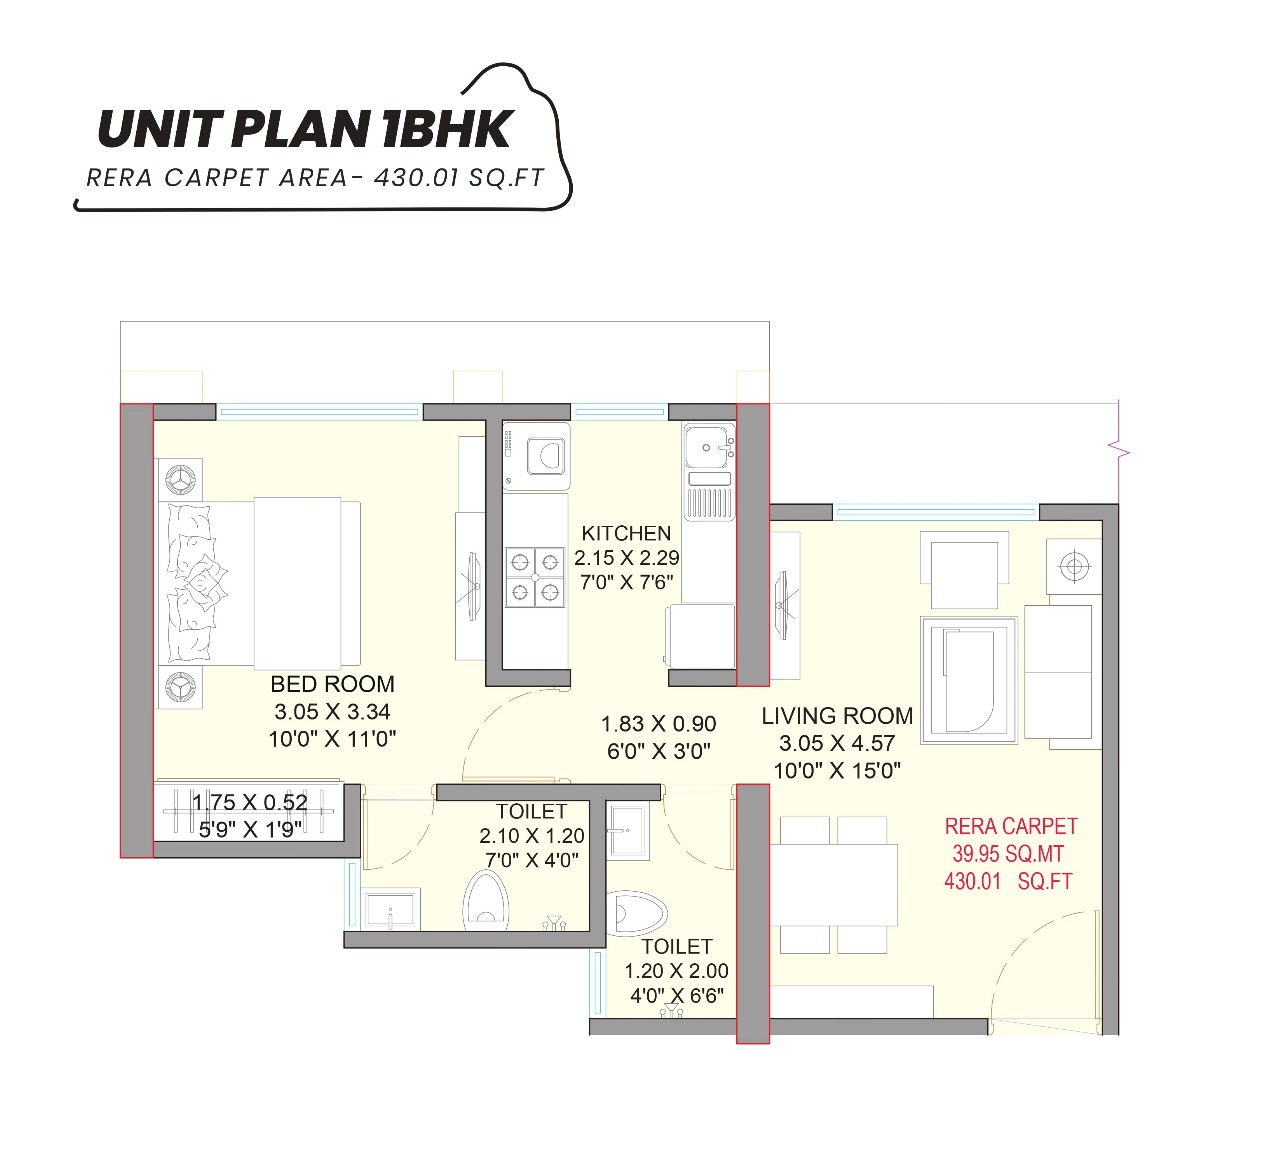 UNIT PLAN 1BHK
RERA CARPET AREA- 430.01 SQ.FT
KITCHEN
2.15 X 2.29
7'0" X 7'6"
BED ROOM
3.05 X 3.34
10'0" X 11'0"
1.83 X 0.90
6'0" X 3'0"
LIVING ROOM
3.05 X 4.57
10'0" X 15'0"
1.75 X 0.52
5'9" X 1'9"
TOILET
2.10 X 1.20
7'0" X 4'0"
RERA CARPET
39.95 SQ.MT
430.01 SQ.FT
TOILET
1.20 X 2.00
4'0" X 6'6"